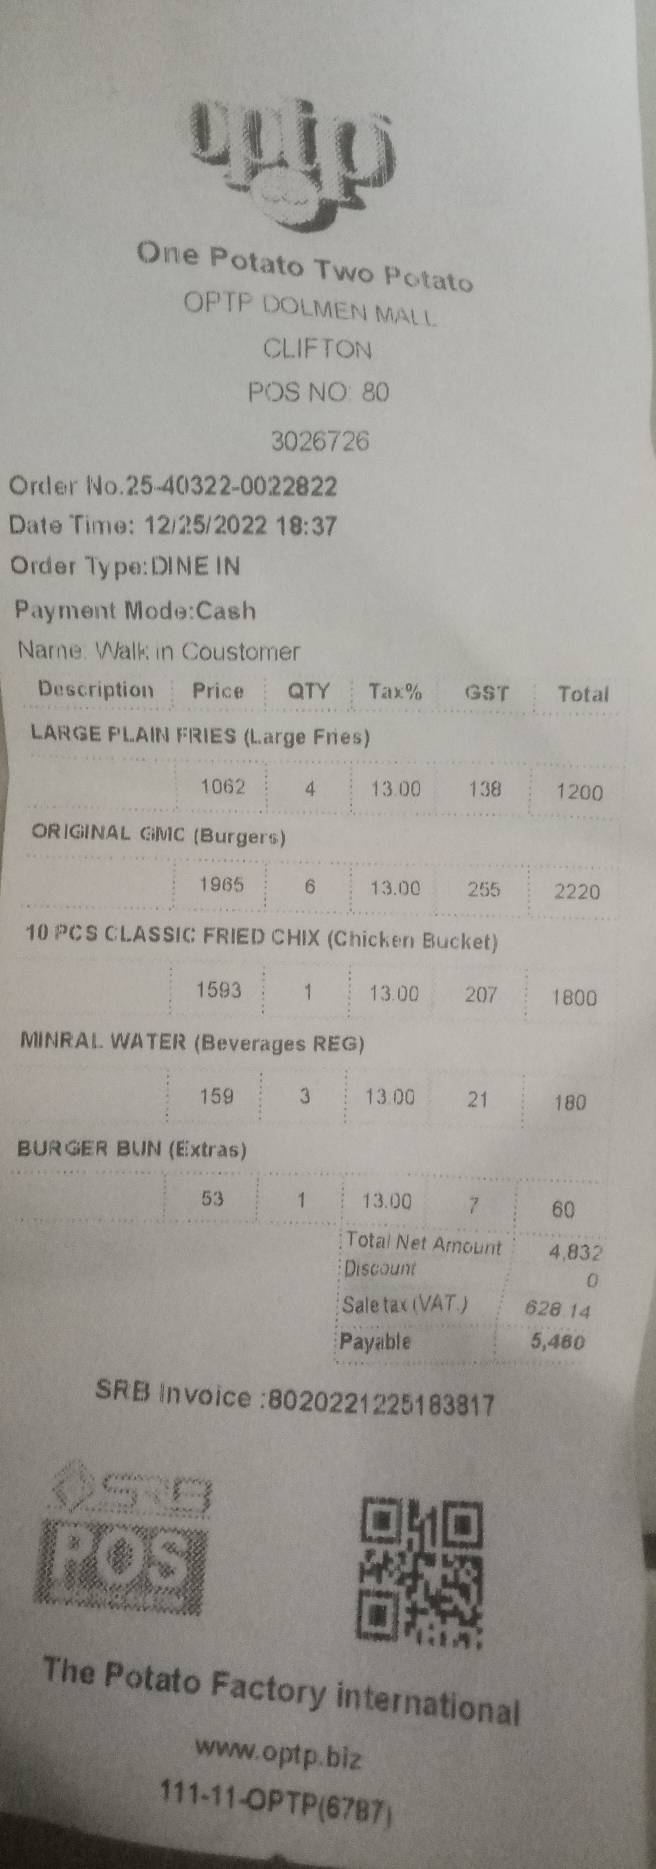 optp
One Potato Two Potato
OPTP DOLMEN MALL
CLIFTON
POS NO: 80
3026726
Order No.25-40322-0022822
Date Time: 12/25/2022 18:37
Order Type:DINE IN
Payment Mode:Cash
Name: Walk in Coustomer
Description Price QTY Tax% GST Total
LARGE PLAIN FRIES (Large Fries)
1062 4 13.00 138 1200
ORIGINAL GMC (Burgers)
1965 6 13.00 255 2220
10 PCS CLASSIC FRIED CHIX (Chicken Bucket)
1593 1 13.00 207 1800
MINRAL WATER (Beverages REG)
159 3 13.00 21 180
BURGER BUN (Extras)
53 1 13.00 7 60
Total Net Amount 4,832
Discount 0
Sale tax (VAT.) 628.14
Payable 5,460
SRB Invoice :8020221225183817
SRB
POS
The Potato Factory international
www.optp.biz
111-11-OPTP(6787)